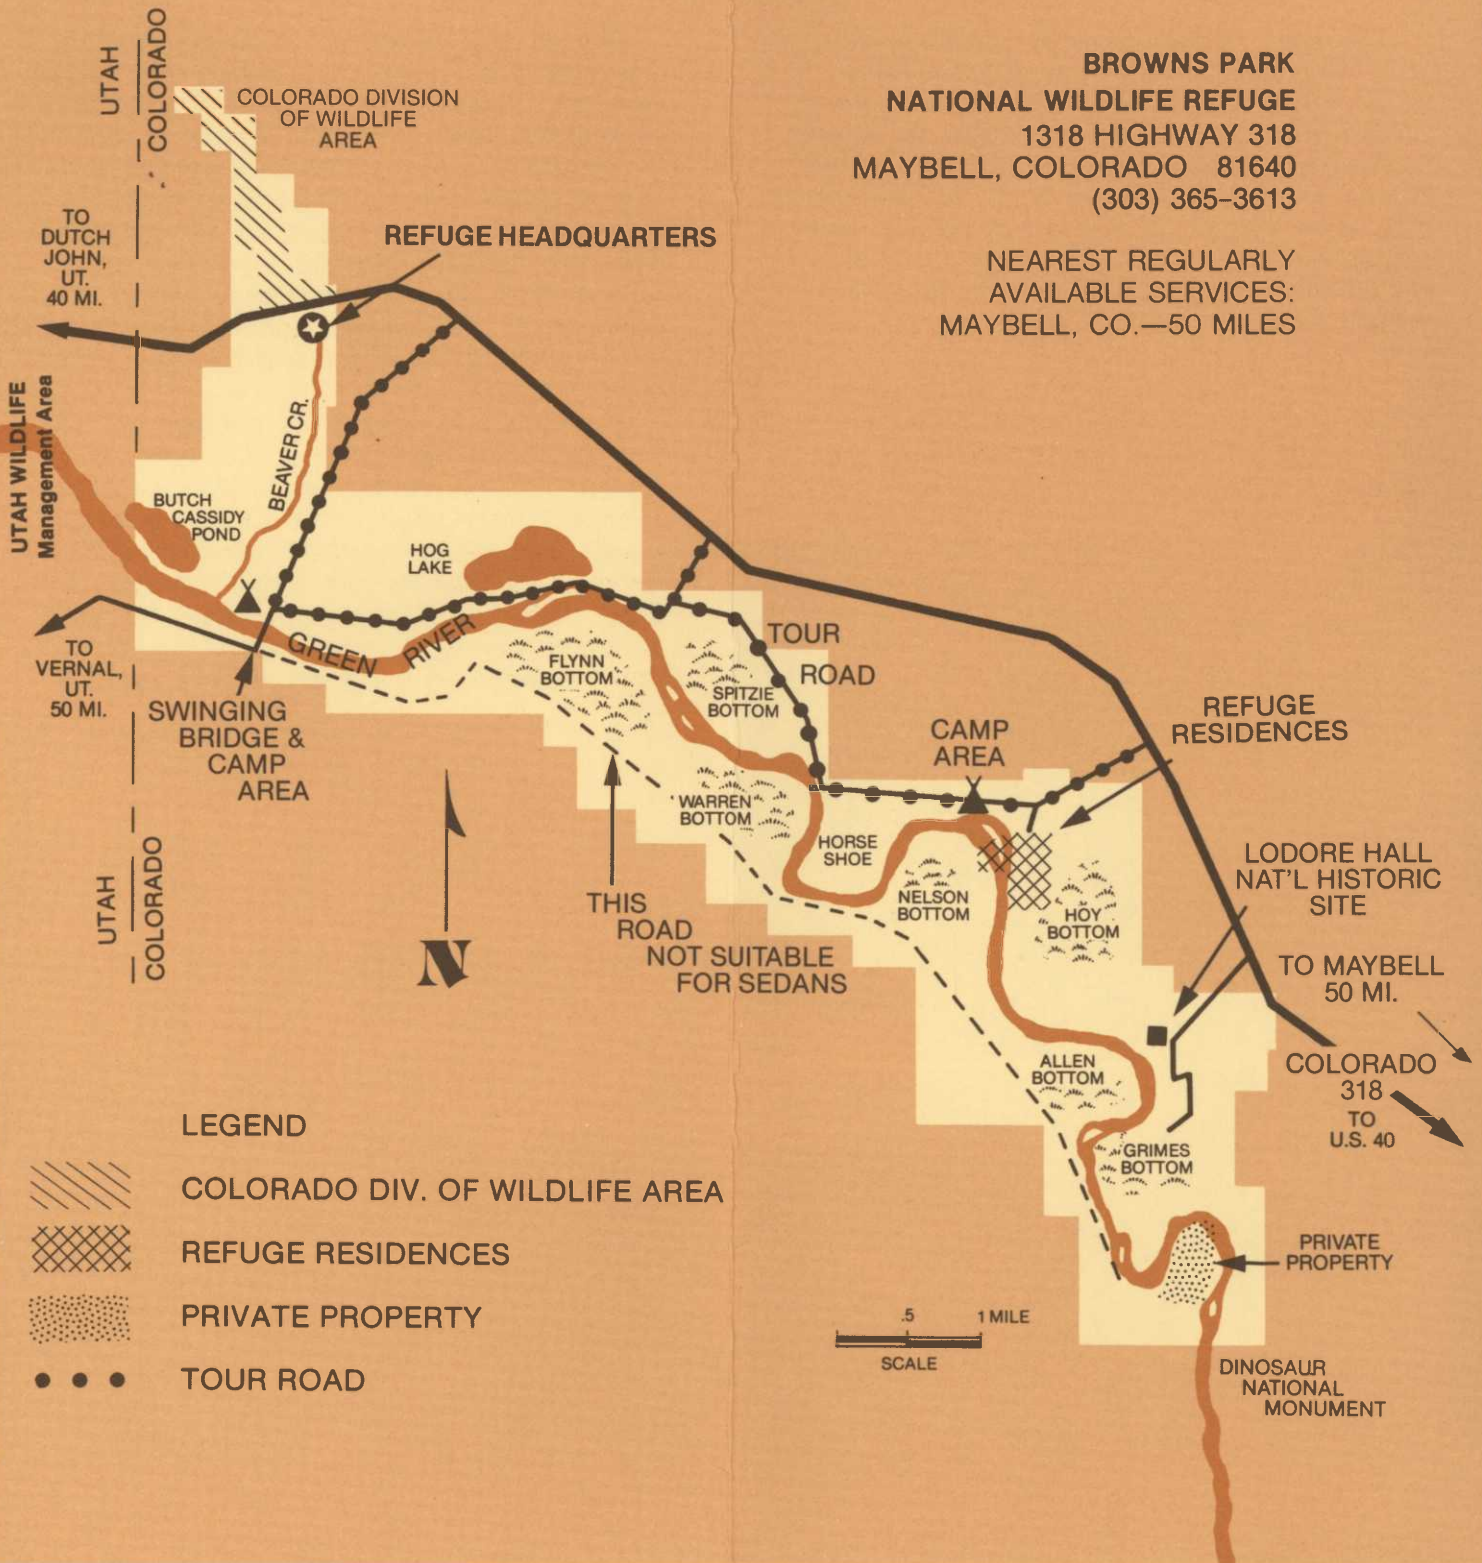 UTAH
COLORADO
COLORADO DIVISION
OF WILDLIFE
AREA
BROWNS PARK
NATIONAL WILDLIFE REFUGE
1318 HIGHWAY 318
MAYBELL, COLORADO 81640
(303) 365-3613
NEAREST REGULARLY
AVAILABLE SERVICES:
MAYBELL, CO.—50 MILES
TO
DUTCH
JOHN,
UT.
40 MI.
REFUGE HEADQUARTERS
UTAH WILDLIFE
Management Area
BEAVER CR.
BUTCH
CASSIDY
POND
HOG
LAKE
GREEN RIVER
TO
VERNAL,
UT.
50 MI.
SWINGING
BRIDGE &
CAMP
AREA
FLYNN
BOTTOM
SPITZIE
BOTTOM
TOUR
ROAD
CAMP
AREA
REFUGE
RESIDENCES
WARREN
BOTTOM
HORSE
SHOE
NELSON
BOTTOM
HOY
BOTTOM
LODORE HALL
NAT'L HISTORIC
SITE
UTAH
COLORADO
N
THIS
ROAD
NOT SUITABLE
FOR SEDANS
TO MAYBELL
50 MI.
COLORADO
318
TO
U.S. 40
ALLEN
BOTTOM
GRIMES
BOTTOM
PRIVATE
PROPERTY
.5 1 MILE
SCALE
DINOSAUR
NATIONAL
MONUMENT
LEGEND
COLORADO DIV. OF WILDLIFE AREA
REFUGE RESIDENCES
PRIVATE PROPERTY
TOUR ROAD